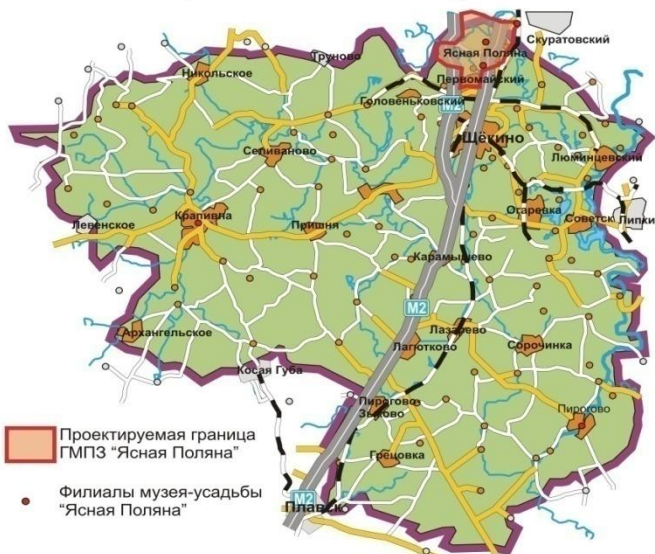 Скуратовский
Ясная Поляна
Труново
Никольское
Первомайский
Головеньковский
М2
Щёкино
Селиваново
Люминцевский
Левенское
Крапивна
Пришня
Огаревка
Советск
Липки
Карамышево
М2
Архангельское
Лазарево
Лапотково
Сорочинка
Косая Губа
Пирогово
Зыково
Пирогово
Грецовка
М2
Плавск
Проектируемая граница
ГМПЗ "Ясная Поляна"
Филиалы музея-усадьбы
"Ясная Поляна"